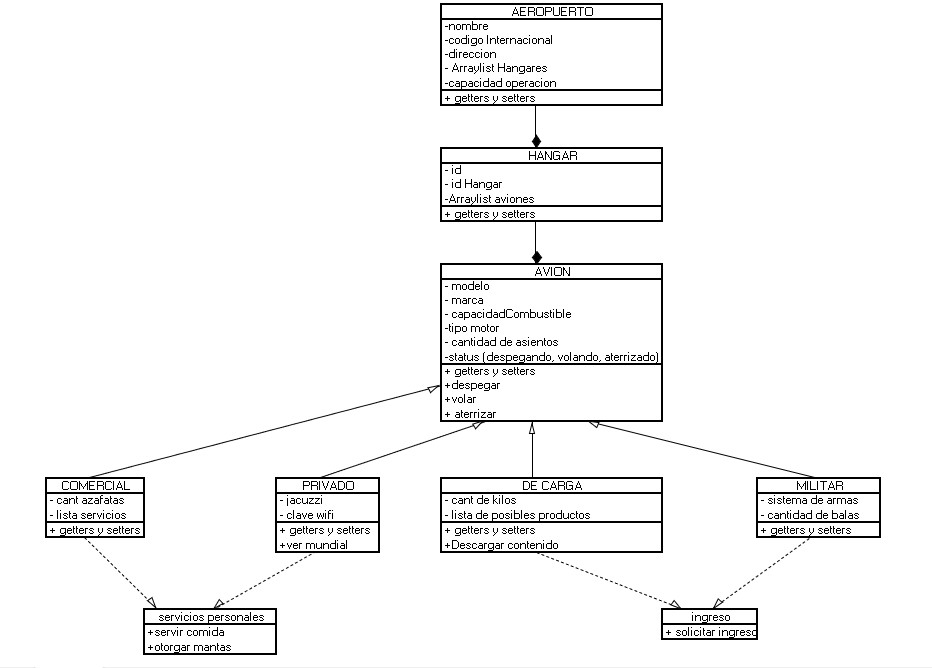 AEROPUERTO
-nombre
-codigo Internacional
-direccion
- Arraylist Hangares
-capacidad operacion
+ getters y setters
HANGAR
- id
- id Hangar
-Arraylist aviones
+ getters y setters
AVION
- modelo
- marca
- capacidadCombustible
-tipo motor
- cantidad de asientos
-status (despegando, volando, aterrizado)
+ getters y setters
+despegar
+volar
+ aterrizar
COMERCIAL
- cant azafatas
- lista servicios
+ getters y setters
PRIVADO
- jacuzzi
- clave wifi
+ getters y setters
+ver mundial
DE CARGA
- cant de kilos
- lista de posibles productos
+ getters y setters
+Descargar contenido
MILITAR
- sistema de armas
- cantidad de balas
+ getters y setters
servicios personales
+servir comida
+otorgar mantas
ingreso
+ solicitar ingreso